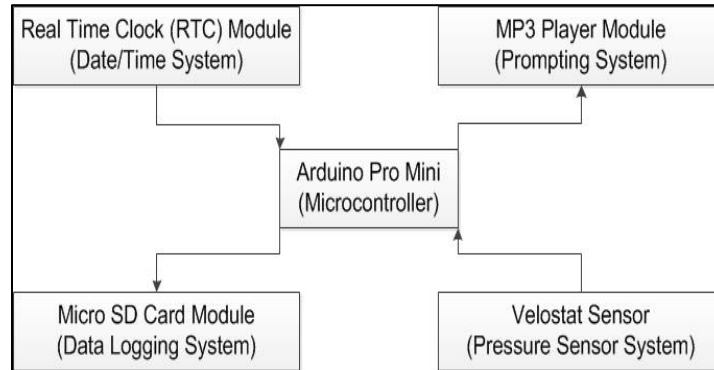 Real Time Clock (RTC) Module
(Date/Time System)
MP3 Player Module
(Prompting System)
Arduino Pro Mini
(Microcontroller)
Micro SD Card Module
(Data Logging System)
Velostat Sensor
(Pressure Sensor System)